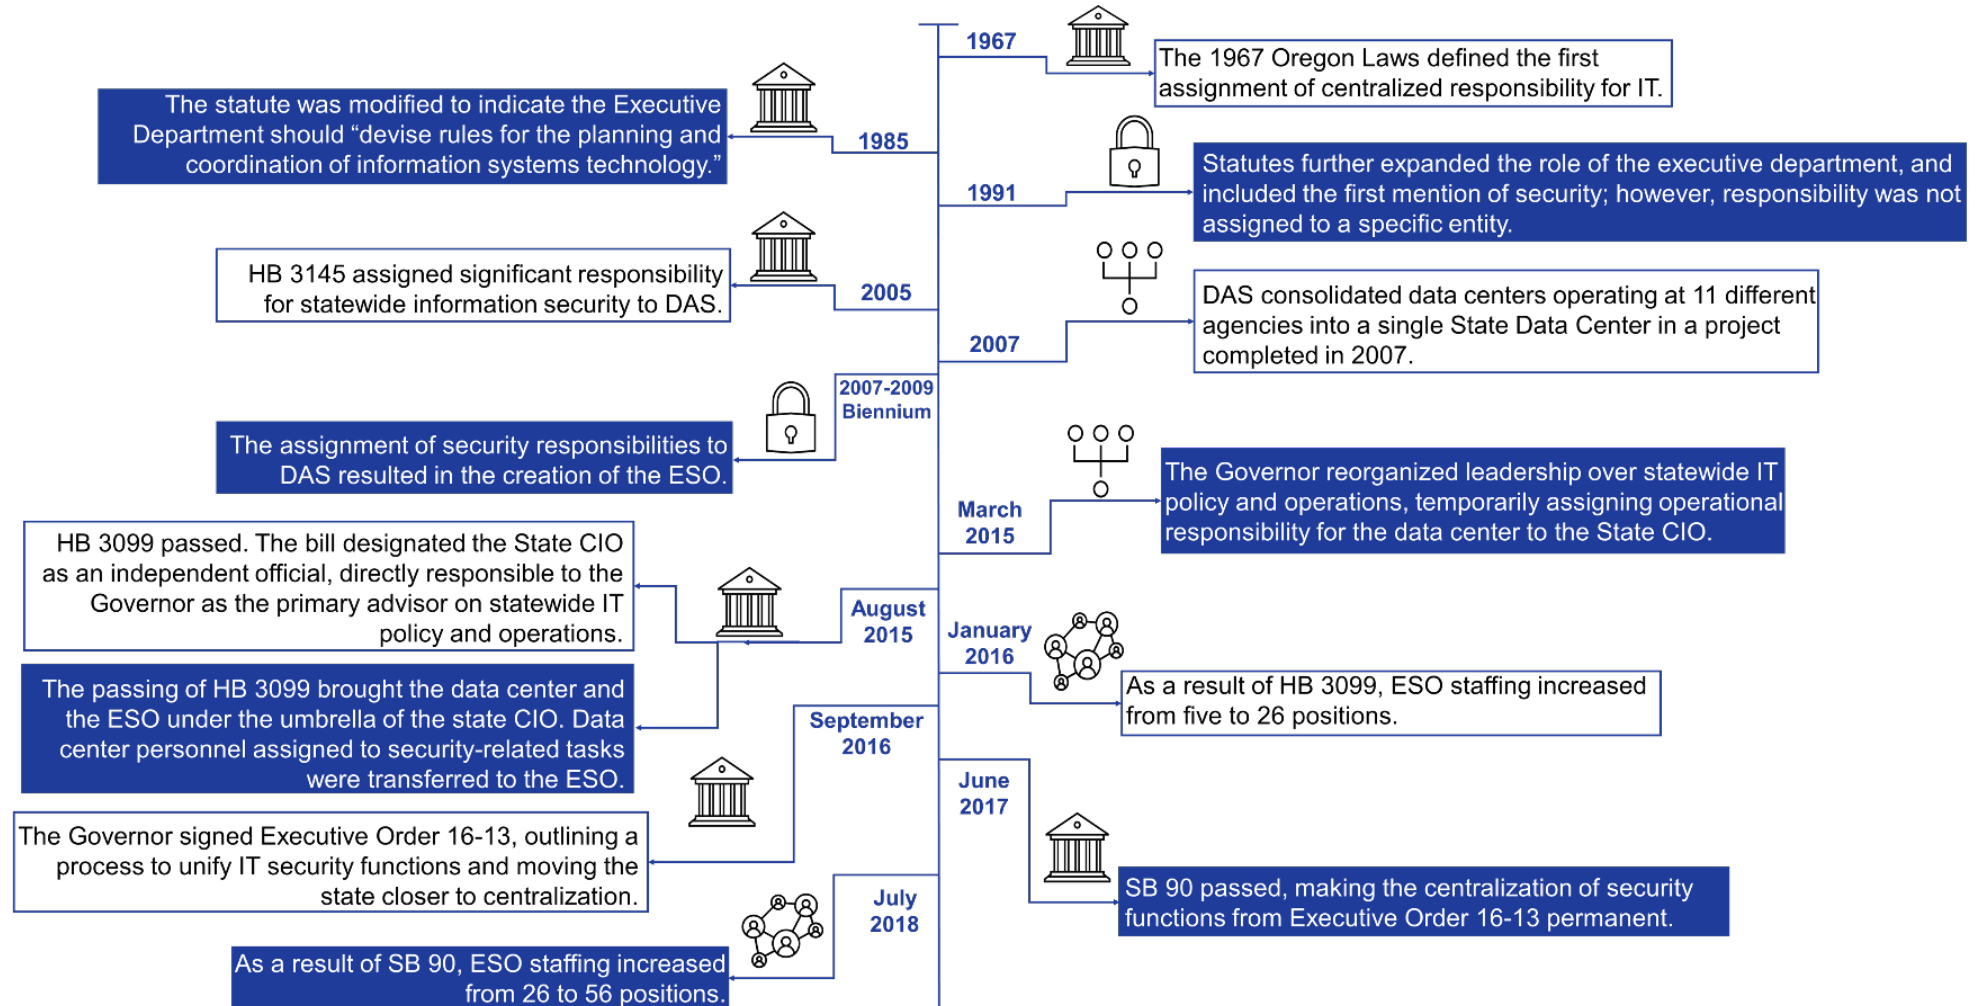 1967
The 1967 Oregon Laws defined the first
assignment of centralized responsibility for IT.
1985
The statute was modified to indicate the Executive
Department should “devise rules for the planning and
coordination of information systems technology.”
1991
Statutes further expanded the role of the executive department, and
included the first mention of security; however, responsibility was not
assigned to a specific entity.
2005
HB 3145 assigned significant responsibility
for statewide information security to DAS.
2007
DAS consolidated data centers operating at 11 different
agencies into a single State Data Center in a project
completed in 2007.
2007-2009
Biennium
The assignment of security responsibilities to
DAS resulted in the creation of the ESO.
March
2015
The Governor reorganized leadership over statewide IT
policy and operations, temporarily assigning operational
responsibility for the data center to the State CIO.
August
2015
HB 3099 passed. The bill designated the State CIO
as an independent official, directly responsible to the
Governor as the primary advisor on statewide IT
policy and operations.
The passing of HB 3099 brought the data center and
the ESO under the umbrella of the state CIO. Data
center personnel assigned to security-related tasks
were transferred to the ESO.
January
2016
As a result of HB 3099, ESO staffing increased
from five to 26 positions.
September
2016
The Governor signed Executive Order 16-13, outlining a
process to unify IT security functions and moving the
state closer to centralization.
June
2017
SB 90 passed, making the centralization of security
functions from Executive Order 16-13 permanent.
July
2018
As a result of SB 90, ESO staffing increased
from 26 to 56 positions.